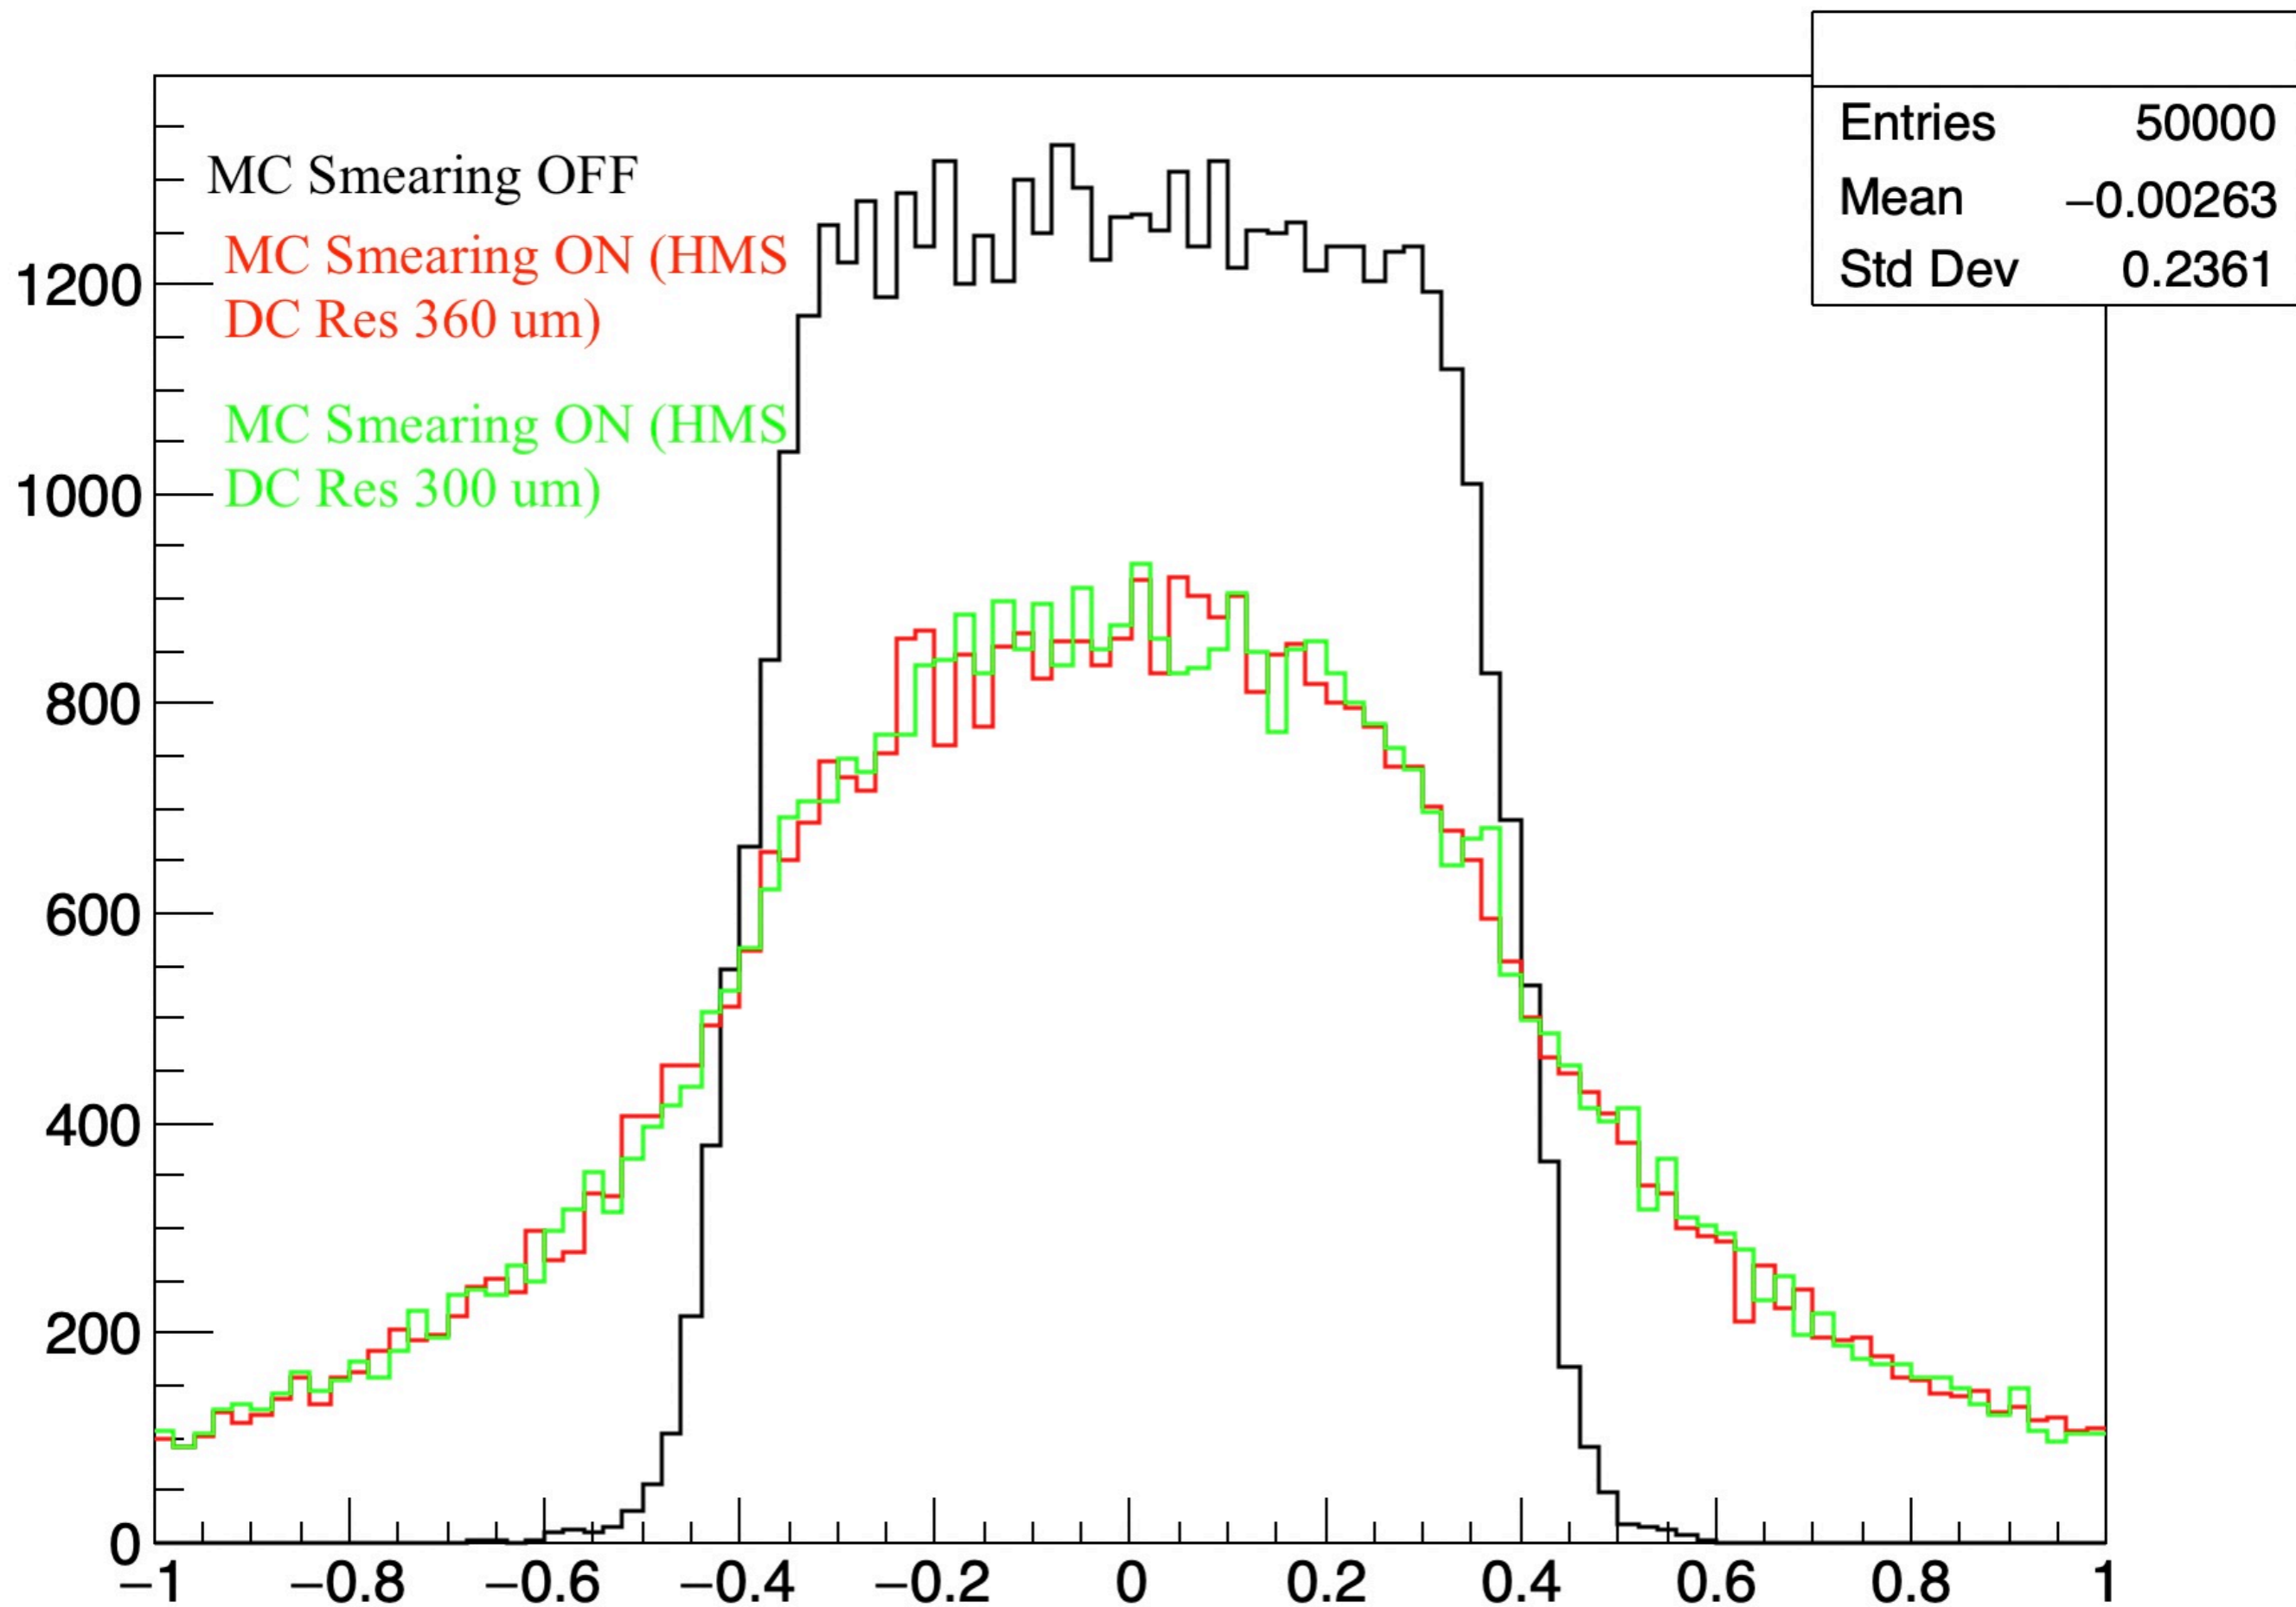 Entries 50000
Mean −0.00263
Std Dev 0.2361
MC Smearing OFF
MC Smearing ON (HMS
DC Res 360 um)
MC Smearing ON (HMS
DC Res 300 um)
1200
1000
800
600
400
200
0
−1 −0.8 −0.6 −0.4 −0.2 0 0.2 0.4 0.6 0.8 1